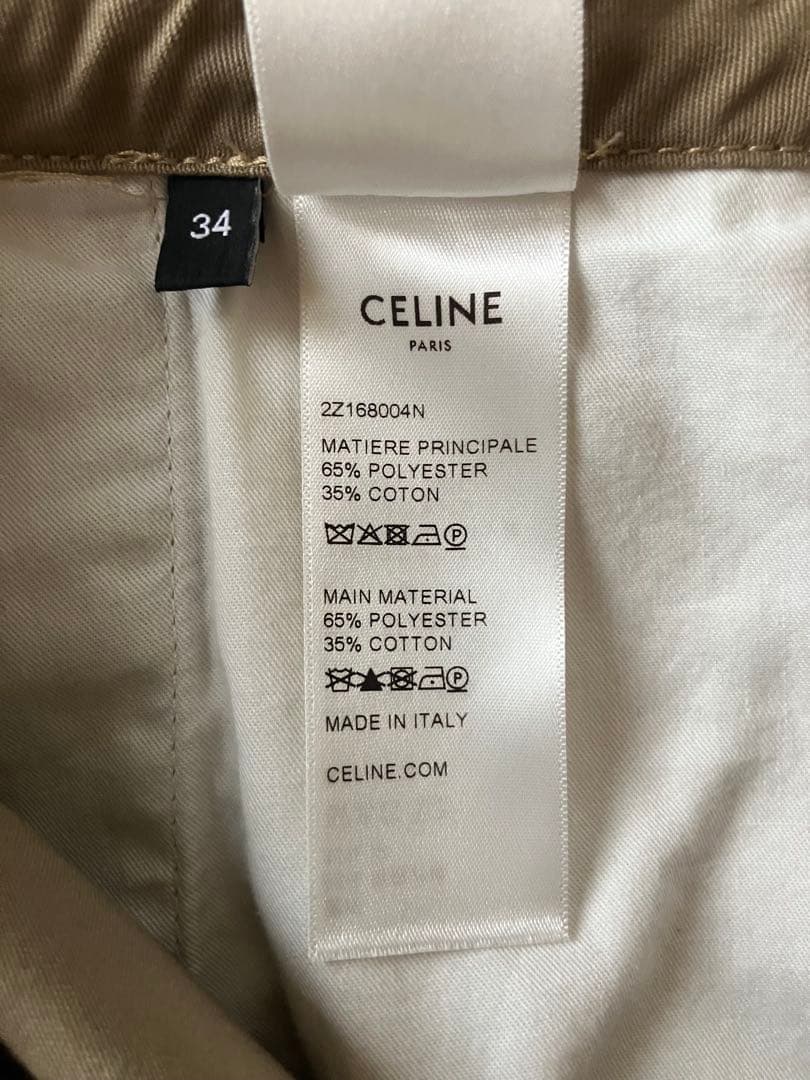 34
CELINE
PARIS
2Z168004N
MATIERE PRINCIPALE
65% POLYESTER
35% COTON
MAIN MATERIAL
65% POLYESTER
35% COTTON
MADE IN ITALY
CELINE.COM